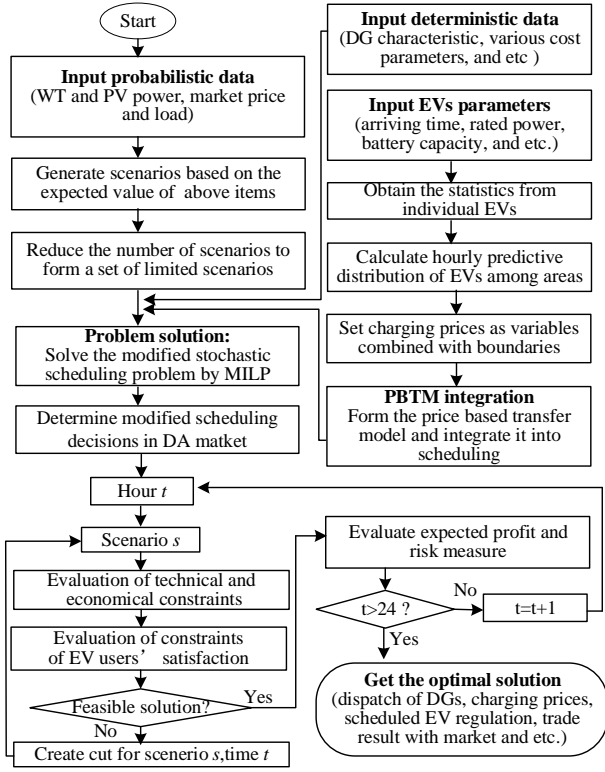 Start
Input probabilistic data
(WT and PV power, market price
and load)
Generate scenarios based on the
expected value of above items
Reduce the number of scenarios to
form a set of limited scenarios
Problem solution:
Solve the modified stochastic
scheduling problem by MILP
Determine modified scheduling
decisions in DA market
Input deterministic data
(DG characteristic, various cost
parameters, and etc )
Input EVs parameters
(arriving time, rated power,
battery capacity, and etc.)
Obtain the statistics from
individual EVs
Calculate hourly predictive
distribution of EVs among areas
Set charging prices as variables
combined with boundaries
PBTM integration
Form the price based transfer
model and integrate it into
scheduling
Hour t
Scenario s
Evaluation of technical and
economical constraints
Evaluation of constraints
of EV users’ satisfaction
Feasible solution?
Yes
No
Create cut for scenerio s,time t
Evaluate expected profit and
risk measure
t>24 ?
No
t=t+1
Yes
Get the optimal solution
(dispatch of DGs, charging prices,
scheduled EV regulation, trade
result with market and etc.)